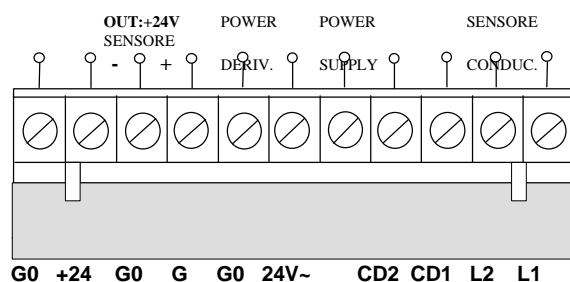 OUT:+24V POWER POWER SENSORE
SENSORE
- + DERIV. SUPPLY CONDUC.
G0 +24 G0 G G0 24V~ CD2 CD1 L2 L1